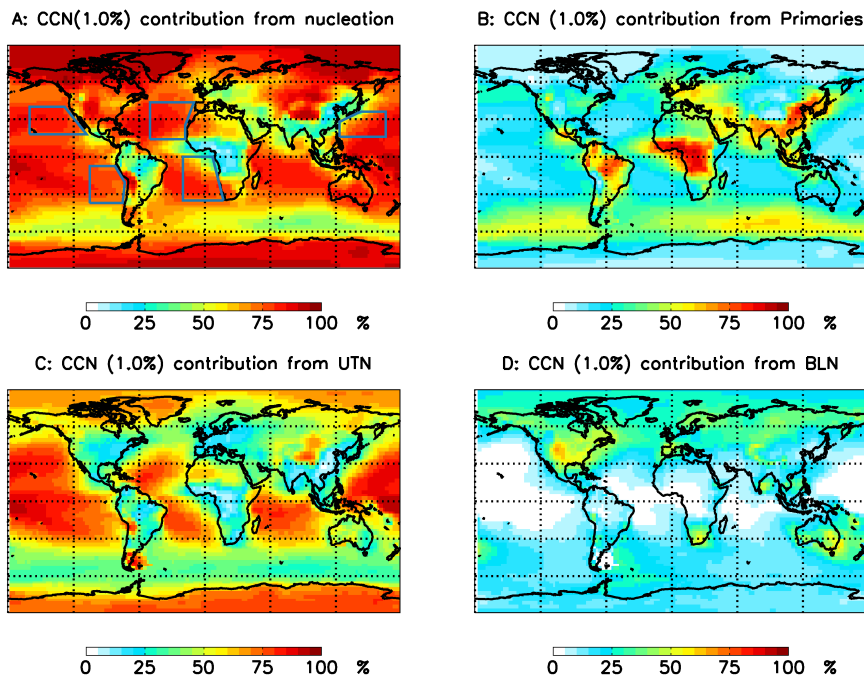 A: CCN(1.0%) contribution from nucleation
B: CCN (1.0%) contribution from Primaries
0 25 50 75 100 %
0 25 50 75 100 %
C: CCN (1.0%) contribution from UTN
D: CCN (1.0%) contribution from BLN
0 25 50 75 100 %
0 25 50 75 100 %